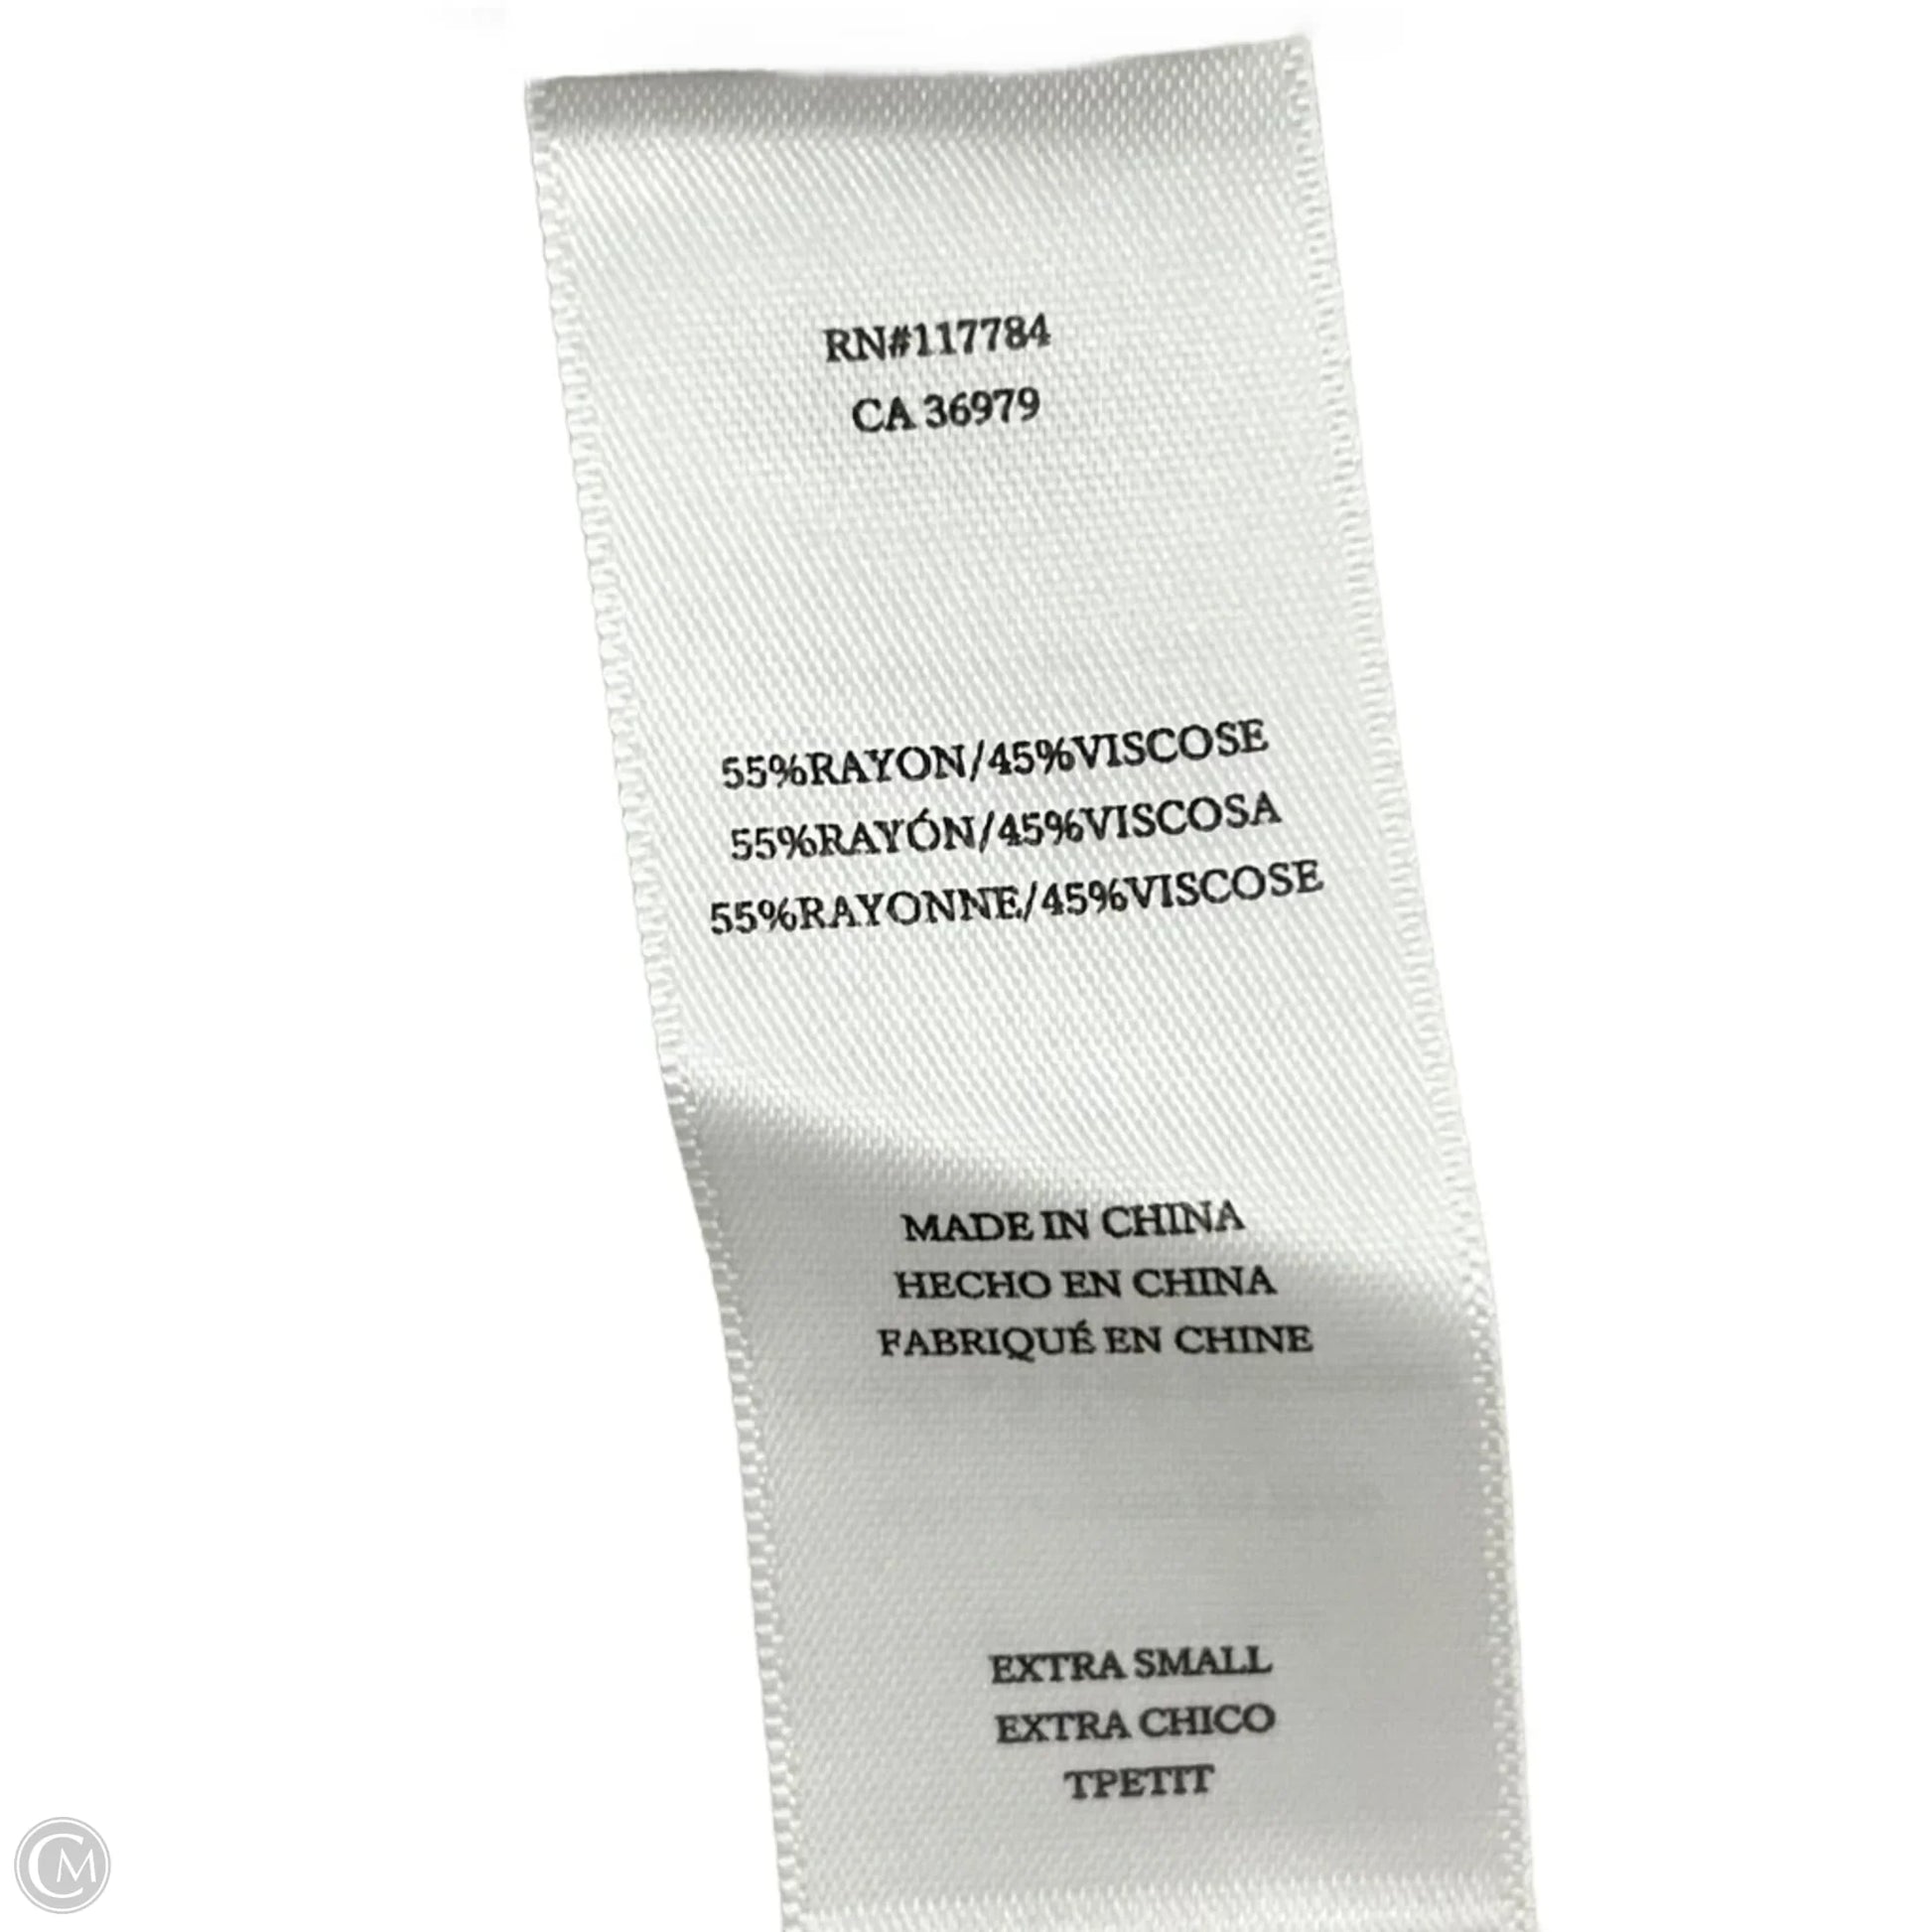 RN#117784
CA 36979
55%RAYON/45%VISCOSE
55%RAYÓN/45%VISCOSA
55%RAYONNE/45%VISCOSE
MADE IN CHINA
HECHO EN CHINA
FABRIQUÉ EN CHINE
EXTRA SMALL
EXTRA CHICO
TPETIT
CM